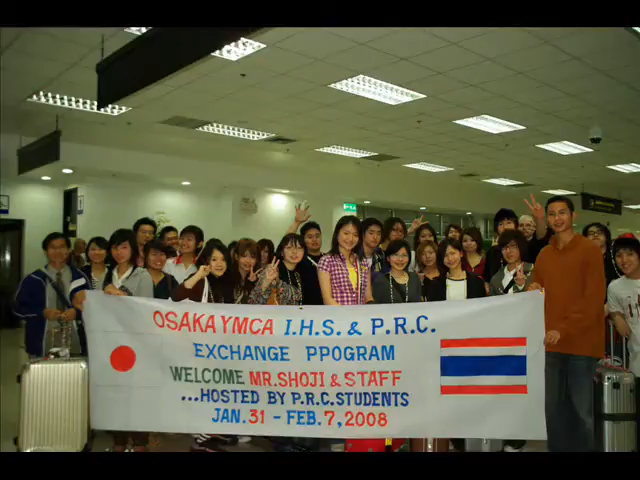 OSAKA YMCA I.H.S. & P.R.C.
EXCHANGE PPOGRAM
WELCOME MR.SHOJI & STAFF
...HOSTED BY P.R.C.STUDENTS
JAN.31 - FEB.7,2008